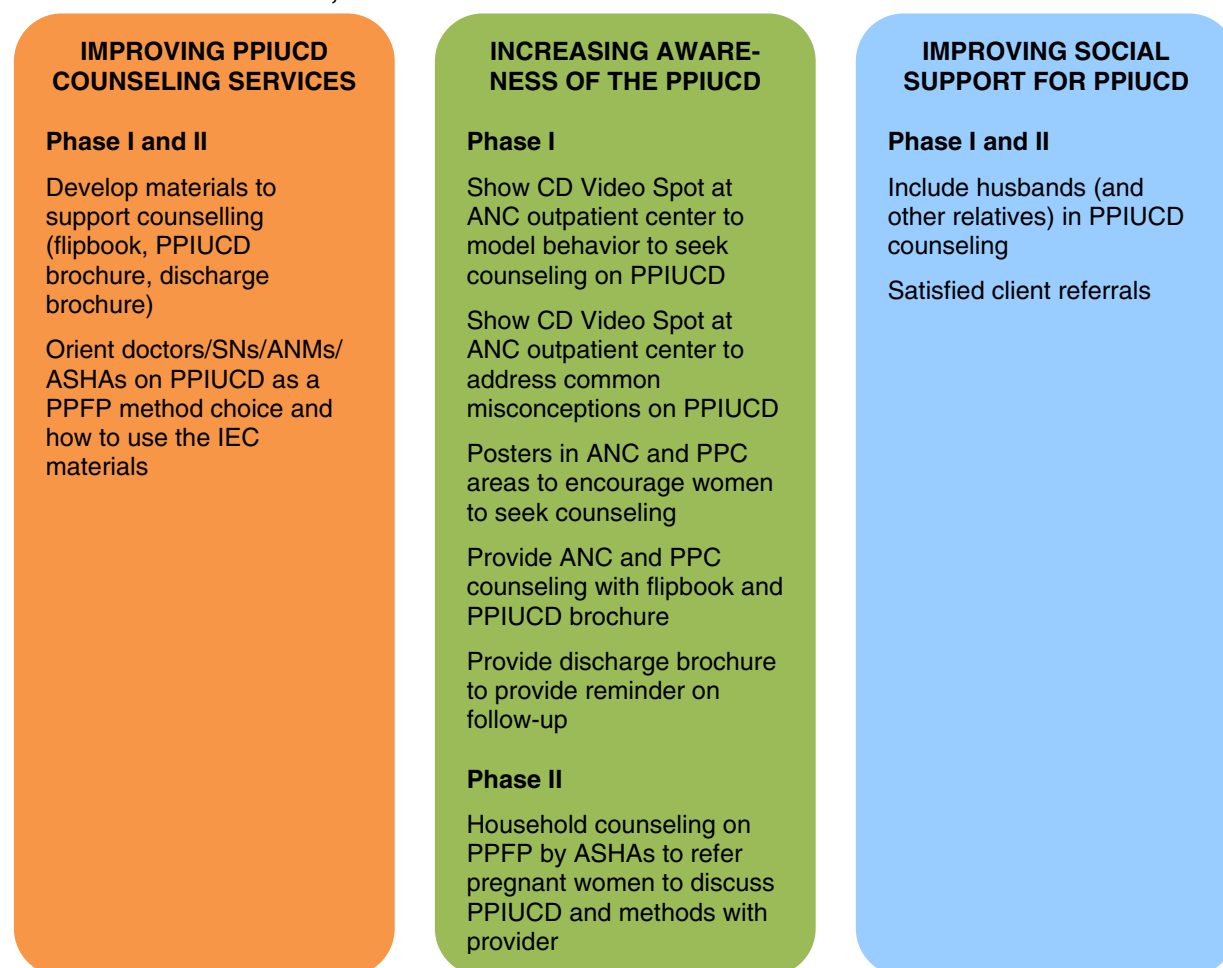 IMPROVING PPIUCD
COUNSELING SERVICES
Phase I and II
Develop materials to
support counselling
(flipbook, PPIUCD
brochure, discharge
brochure)
Orient doctors/SNs/ANMs/
ASHAs on PPIUCD as a
PPFP method choice and
how to use the IEC
materials
INCREASING AWARE-
NESS OF THE PPIUCD
Phase I
Show CD Video Spot at
ANC outpatient center to
model behavior to seek
counseling on PPIUCD
Show CD Video Spot at
ANC outpatient center to
address common
misconceptions on PPIUCD
Posters in ANC and PPC
areas to encourage women
to seek counseling
Provide ANC and PPC
counseling with flipbook and
PPIUCD brochure
Provide discharge brochure
to provide reminder on
follow-up
Phase II
Household counseling on
PPFP by ASHAs to refer
pregnant women to discuss
PPIUCD and methods with
provider
IMPROVING SOCIAL
SUPPORT FOR PPIUCD
Phase I and II
Include husbands (and
other relatives) in PPIUCD
counseling
Satisfied client referrals